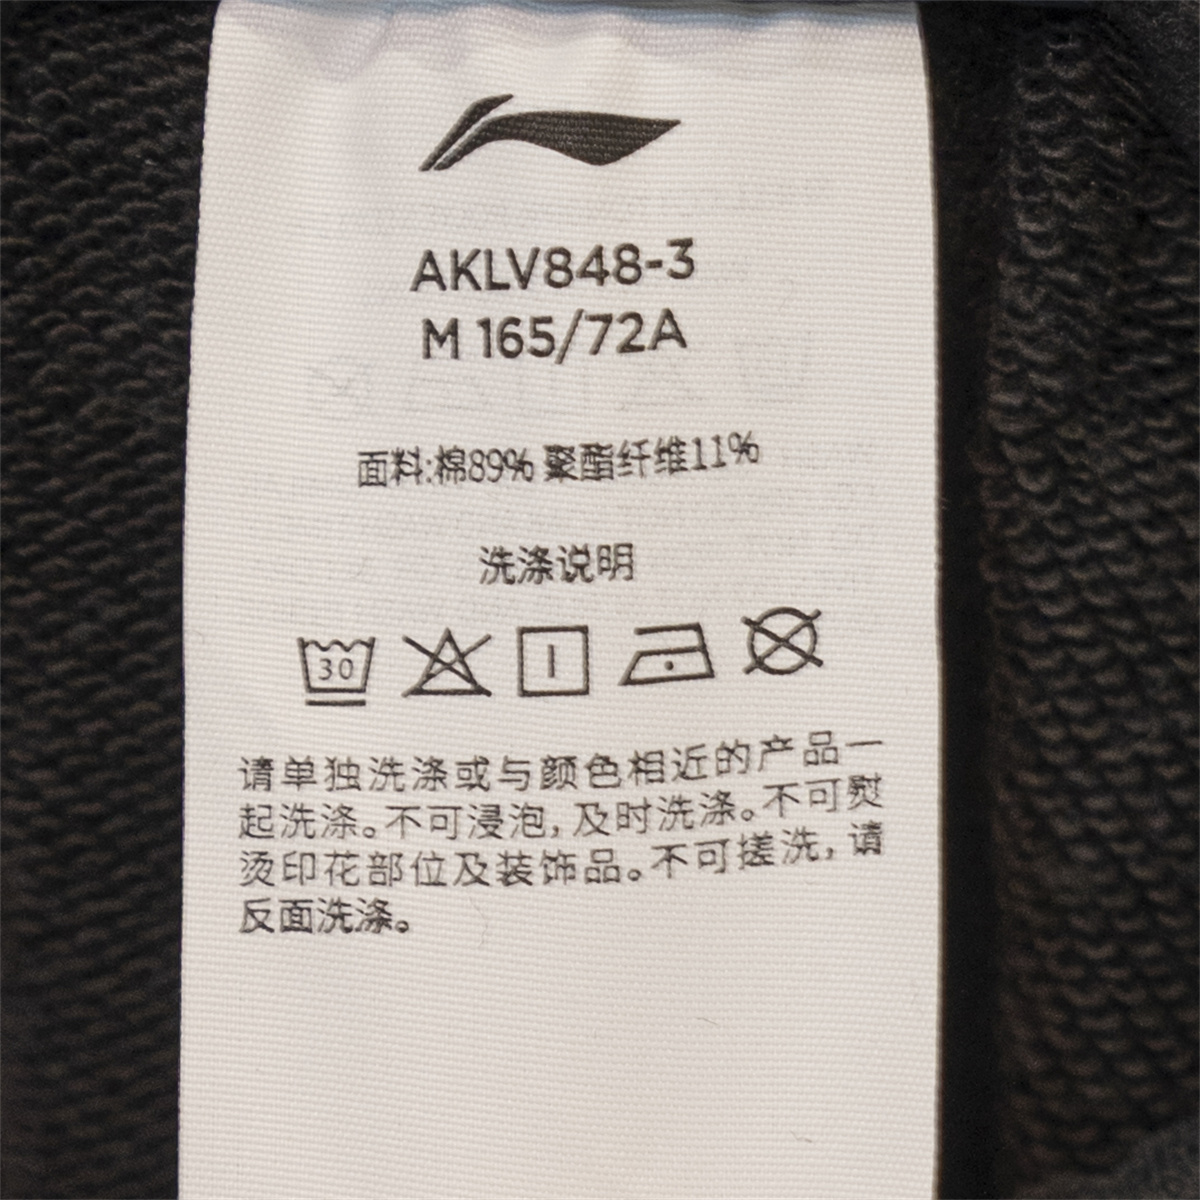 AKLV848-3
M 165/72A
面料:棉89% 聚酯纤维11%
洗涤说明
30
请单独洗涤或与颜色相近的产品一
起洗涤。不可浸泡,及时洗涤。不可熨
烫印花部位及装饰品。不可搓洗,请
反面洗涤。